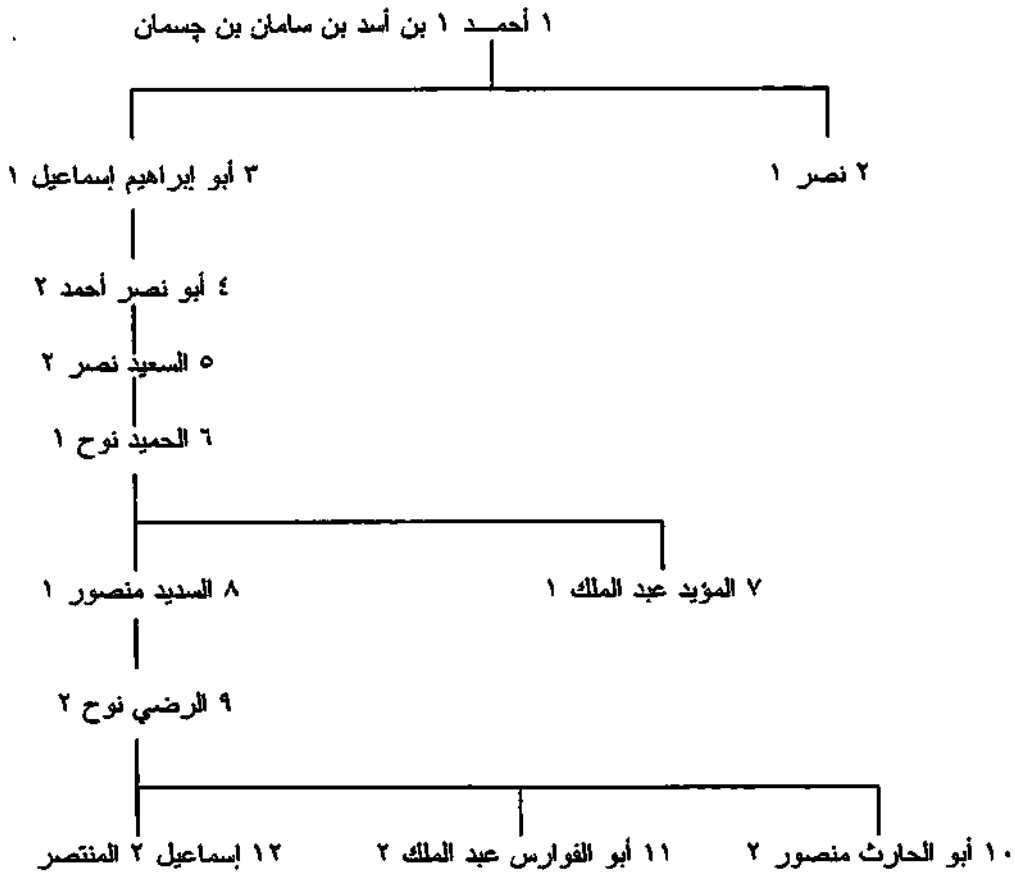 ١ أحمـــد ١ بن أسد بن سامان بن چسمان
٢ نصر ١
٣ أبو إبراهيم إسماعيل ١
٤ أبو نصر أحمد ٢
٥ السعيد نصر ٢
٦ الحميد نوح ١
٧ المؤيد عبد الملك ١
٨ السديد منصور ١
٩ الرضي نوح ٢
١٠ أبو الحارث منصور ٢
١١ أبو الفوارس عبد الملك ٢
١٢ إسماعيل ٢ المنتصر